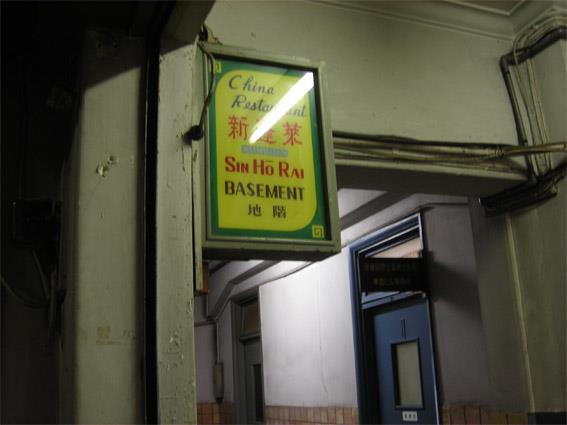 China
Restaurant
新蓬莱
SIN HŌ RAI
BASEMENT
地階